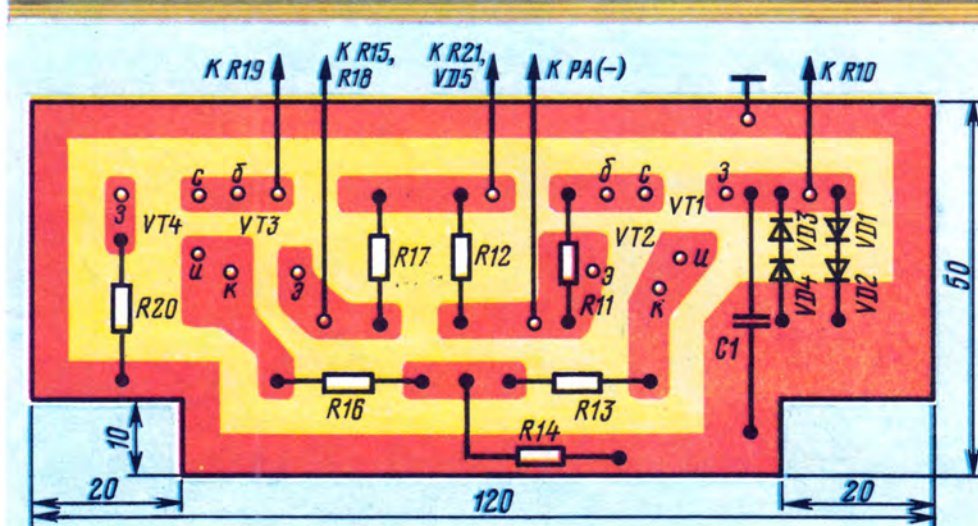 К R19
К R15,
R18
К R21,
VD5
К PA(-)
К R10
с
б
б
с
з
з
VT4
VT3
VT1
VT2
и
к
э
R17
R12
R11
э
и
к
VD3
VD4
VD1
VD2
R20
C1
R16
R13
R14
10
20
120
20
50